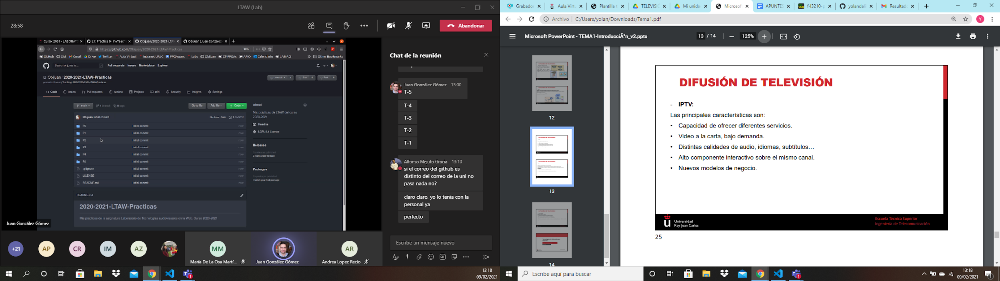 LTAW (Lab)
28:58
Abandonar
Curso: 2039 - LABORATO
L1: Practica 0 · myTeachi
Obijuan/2020-2021-LTAW
Obijuan (Juan Gonzalez-
https://github.com/Obijuan/2020-2021-LTAW-Practicas
90%
GitHub Gist Gmail Drive Twitter Aula Virtual Intranet URJC FPGAwars Labs Obijuan CT-FPGAs APIO Calendario LAB-AO Other Bookmarks
Search or jump to...
Pull requests Issues Marketplace Explore
Obijuan / 2020-2021-LTAW-Practicas
generated from myTeachingURJC/2020-2021-LTAW-Practicas
Unwatch 1 Star 0 Fork 0
Code Issues Pull requests Actions Projects Wiki Security Insights Settings
main 1 branch 0 tags
Go to file Add file Code
Obijuan Initial commit
28c04ee now 1 commit
P0 Initial commit now
P1 Initial commit now
P2 Initial commit now
P3 Initial commit now
P4 Initial commit now
P5 Initial commit now
.gitignore Initial commit now
LICENSE Initial commit now
README.md Initial commit now
README.md
2020-2021-LTAW-Practicas
Mis prácticas de la asignatura Laboratorio de Tecnologías audiovisuales en la Web. Curso 2020-2021
About
Mis prácticas de LTAW del curso
2020-2021
Readme
LGPL-2.1 License
Releases
No releases published
Create a new release
Packages
No packages published
Publish your first package
Juan González Gómez
+21
AP
CR
IM
AZ
MM
María De La Osa Martí...
Juan González Gómez
AR
Andrea Lopez Recio
Chat de la reunión
Juan González Gómez 13:00
T-5
T-4
T-3
T-2
T-1
Alfonso Mejuto Gracia 13:10
si el correo del github es
distinto del correo de la uni no
pasa nada no?
claro claro, yo lo tenia con la
personal ya
perfecto
Escribe un mensaje nuevo
GIF
1
13:18
09/02/2021
Grabador
Aula Virtu
Plantilla t
TELEVISIO
Mi unida
Microsof
APUNTES
f-l3210-p
yolandal
Resultad
Archivo C:/Users/yolan/Downloads/Tema1.pdf
Y
Microsoft PowerPoint - TEMA1-IntroducciÃ³n_v2.pptx
13 / 14
125%
12
13
14
DIFUSIÓN DE TELEVISIÓN
- IPTV:
Las principales características son:
• Capacidad de ofrecer diferentes servicios.
• Video a la carta, bajo demanda.
• Distintas calidades de audio, idiomas, subtítulos…
• Alto componente interactivo sobre el mismo canal.
• Nuevos modelos de negocio.
Universidad
Rey Juan Carlos
Escuela Técnica Superior
Ingeniería de Telecomunicación
25
Escribe aquí para buscar
1
13:18
09/02/2021
1